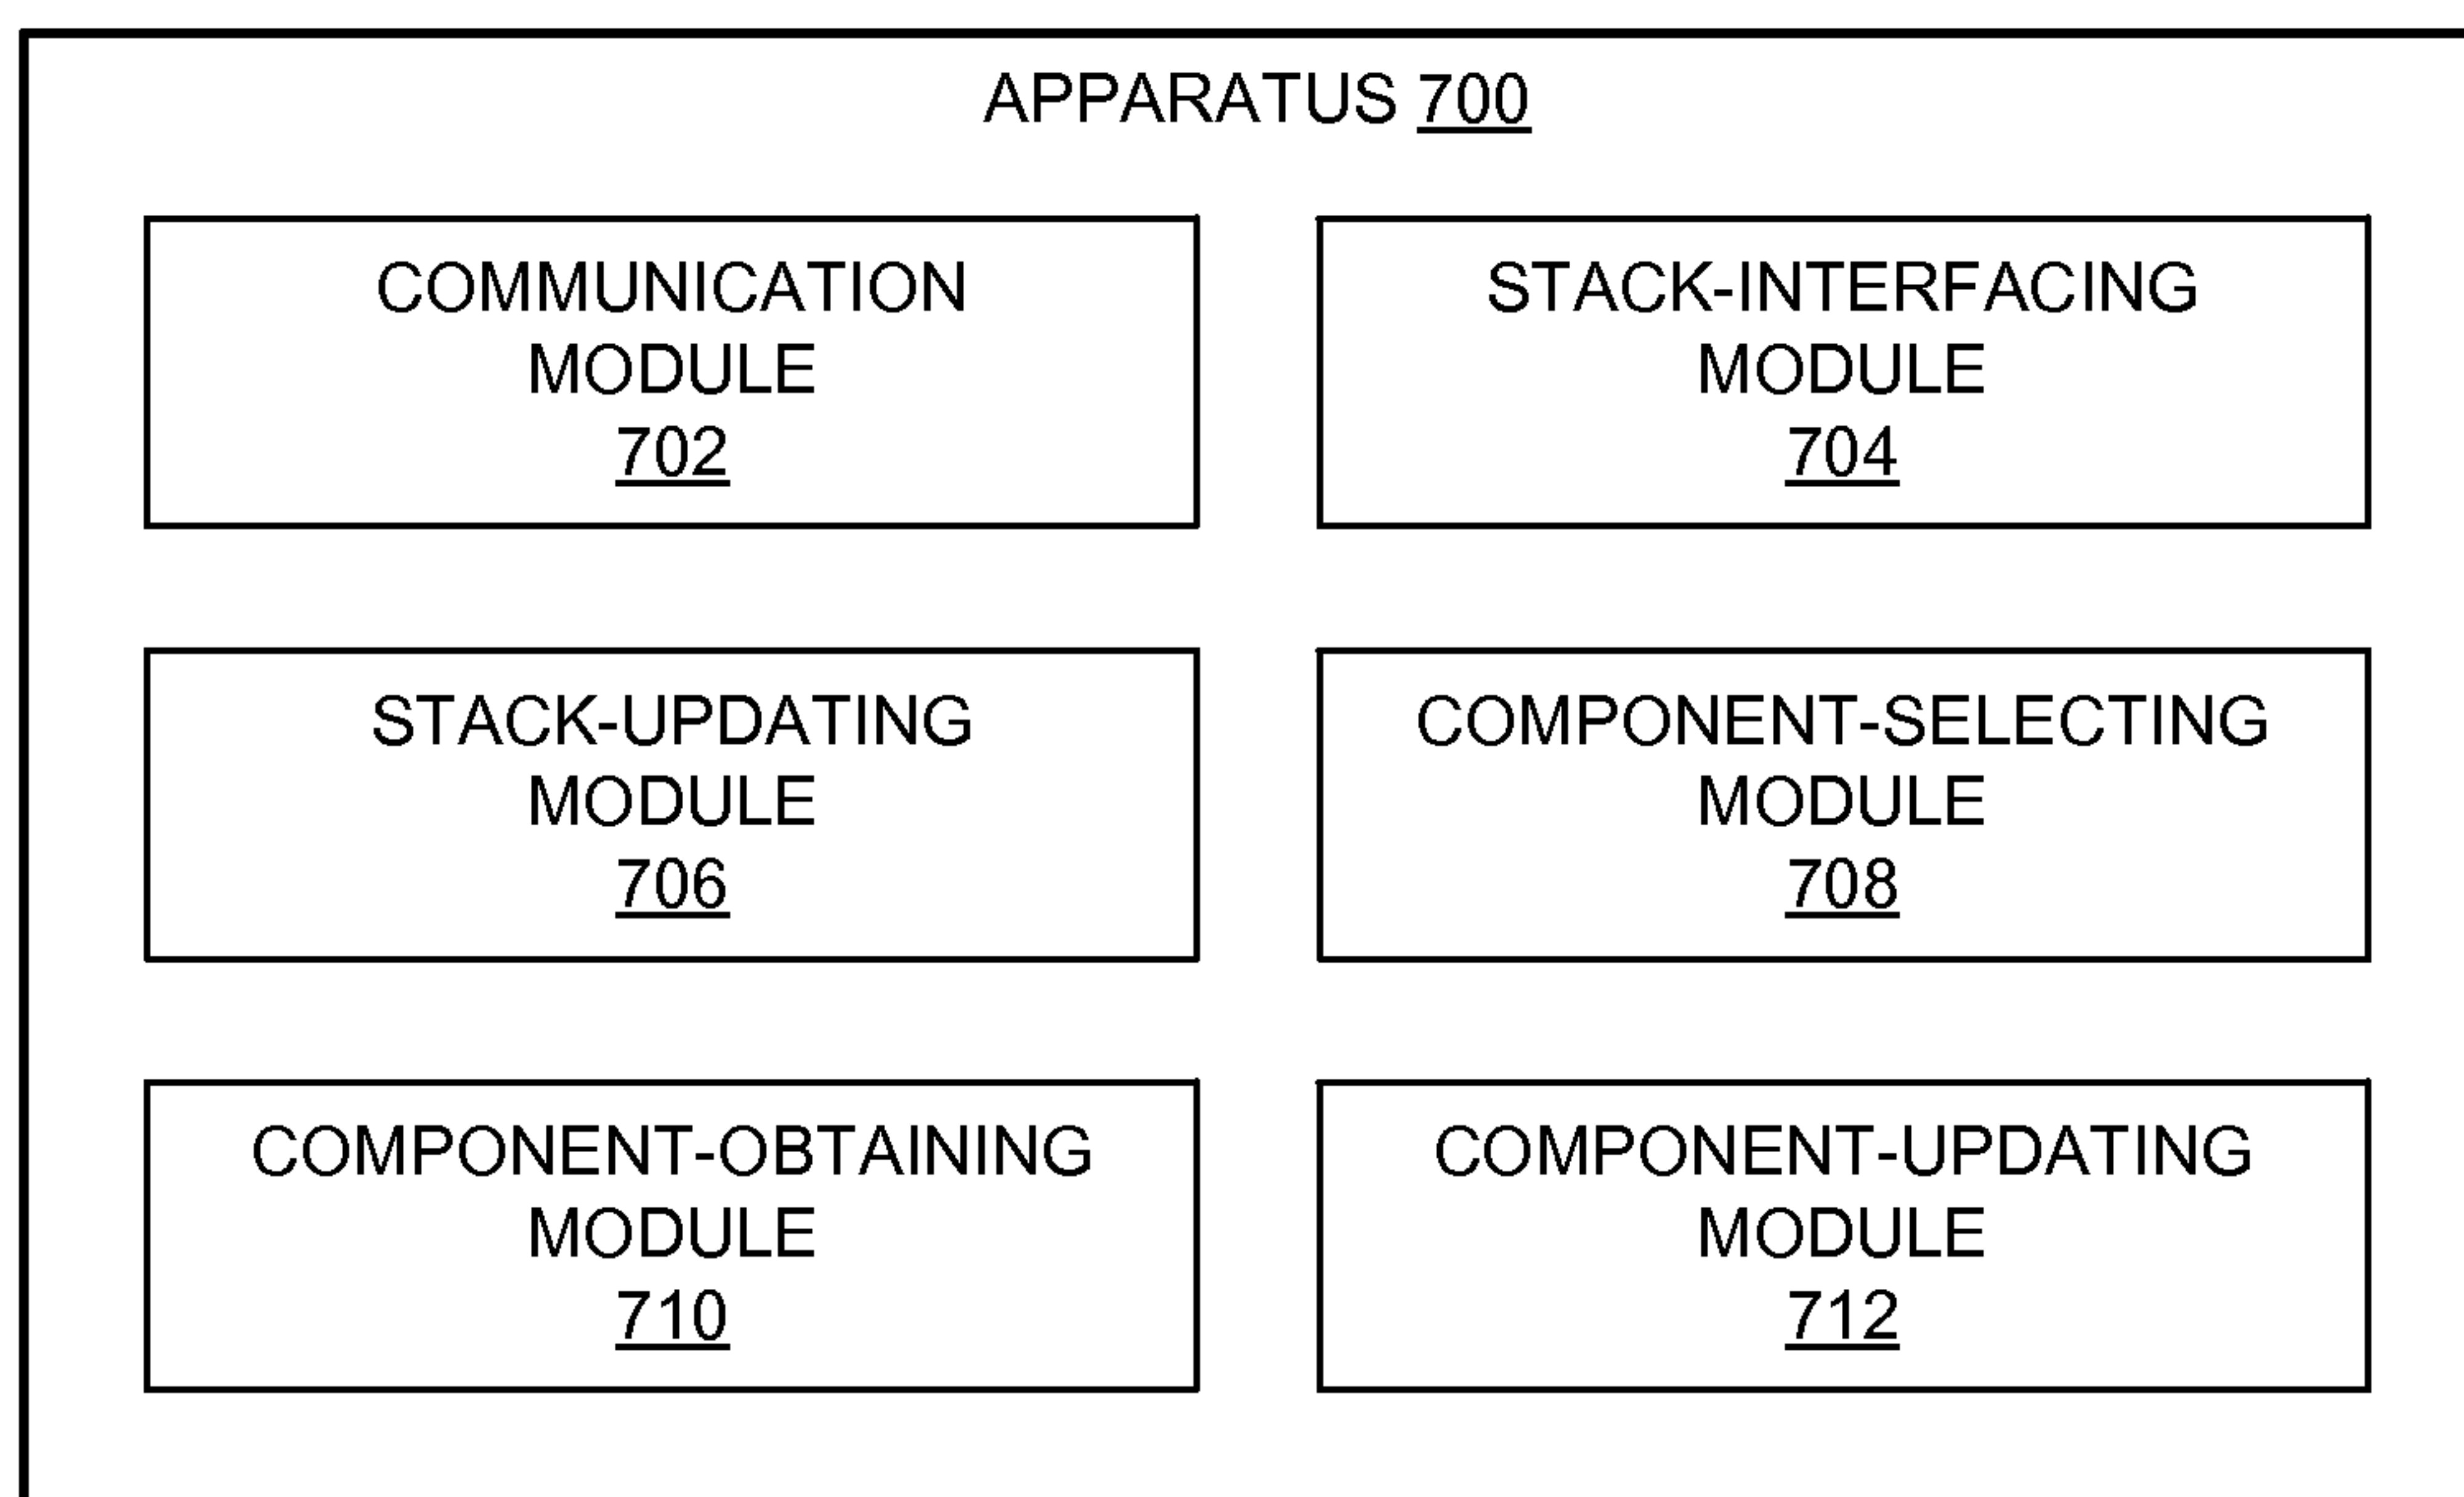 APPARATUS 700
COMMUNICATION
MODULE
702
STACK-INTERFACING
MODULE
704
STACK-UPDATING
MODULE
706
COMPONENT-SELECTING
MODULE
708
COMPONENT-OBTAINING
MODULE
710
COMPONENT-UPDATING
MODULE
712